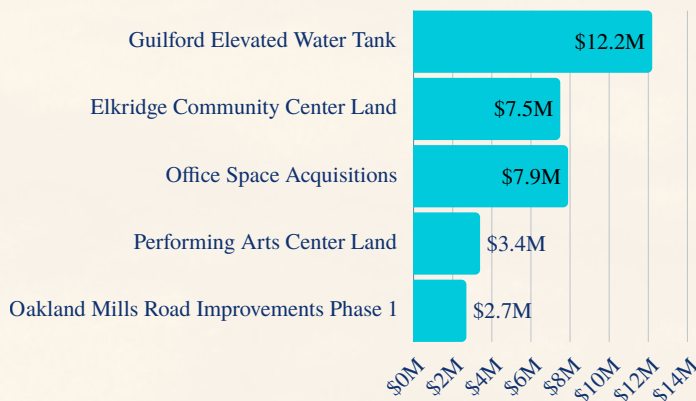 Guilford Elevated Water Tank $12.2M
Elkridge Community Center Land $7.5M
Office Space Acquisitions $7.9M
Performing Arts Center Land $3.4M
Oakland Mills Road Improvements Phase 1 $2.7M
$0M $2M $4M $6M $8M $10M $12M $14M